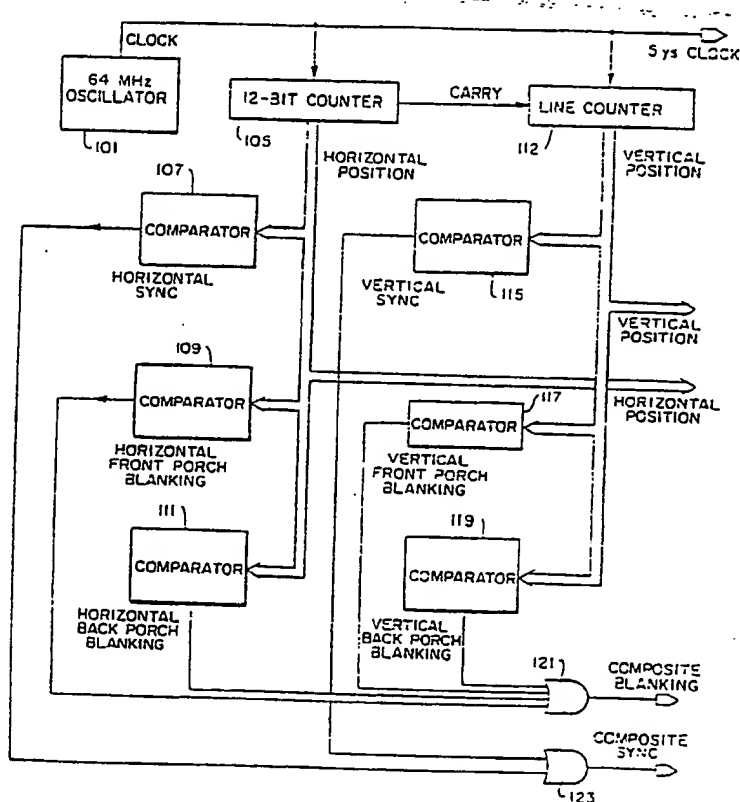 CLOCK
Sys CLOCK
64 MHz
OSCILLATOR
101
12-BIT COUNTER
105
CARRY
LINE COUNTER
112
HORIZONTAL
POSITION
VERTICAL
POSITION
107
COMPARATOR
HORIZONTAL
SYNC
COMPARATOR
VERTICAL
SYNC
115
VERTICAL
POSITION
109
COMPARATOR
HORIZONTAL
FRONT PORCH
BLANKING
HORIZONTAL
POSITION
117
COMPARATOR
VERTICAL
FRONT PORCH
BLANKING
111
COMPARATOR
HORIZONTAL
BACK PORCH
BLANKING
119
COMPARATOR
VERTICAL
BACK PORCH
BLANKING
121
COMPOSITE
BLANKING
COMPOSITE
SYNC
123